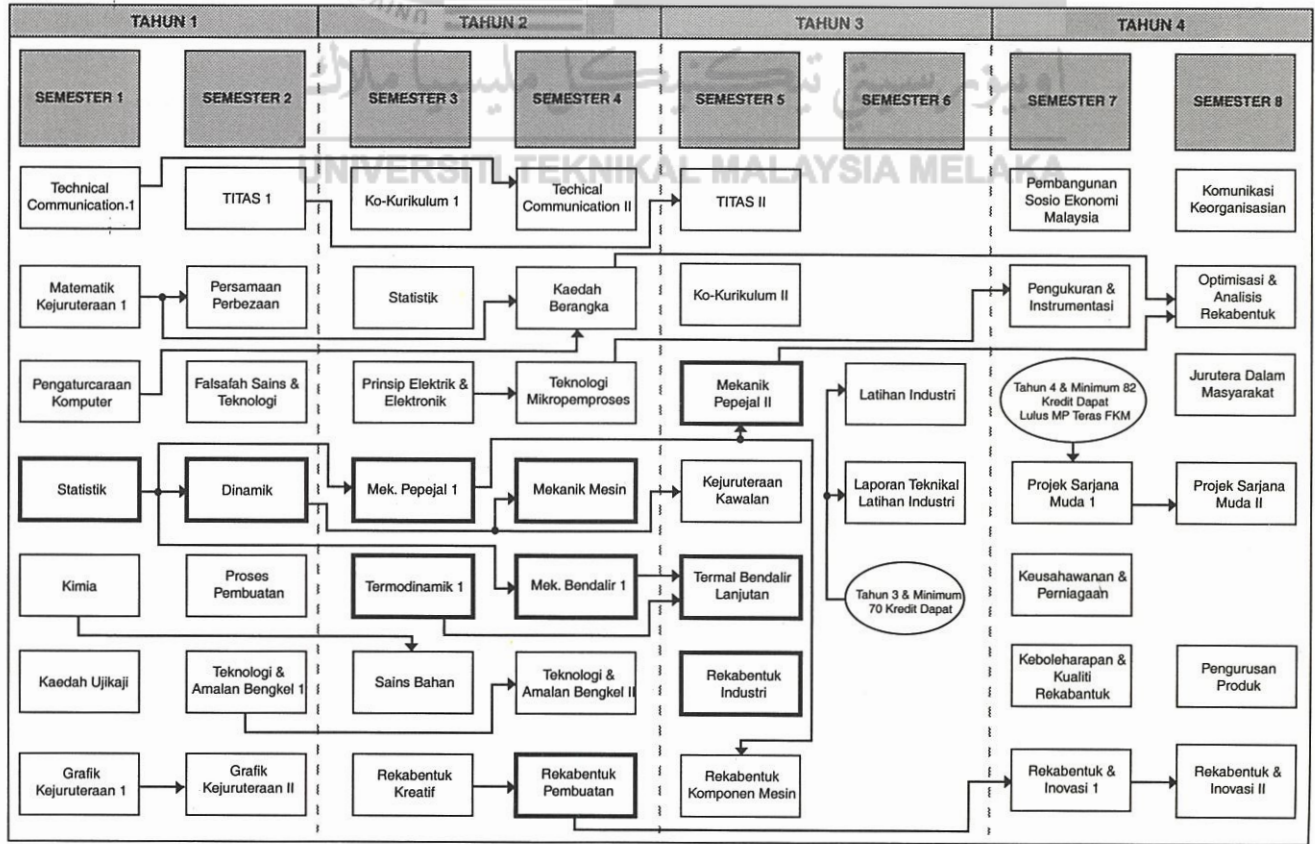 TAHUN 1
TAHUN 2
TAHUN 3
TAHUN 4
اونيۏرسيتي تيکنيکل مليسيا ملاك
UNIVERSITI TEKNIKAL MALAYSIA MELAKA
SEMESTER 1
SEMESTER 2
SEMESTER 3
SEMESTER 4
SEMESTER 5
SEMESTER 6
SEMESTER 7
SEMESTER 8
Technical
Communication 1
TITAS 1
Ko-Kurikulum 1
Techical
Communication II
TITAS II
Pembangunan
Sosio Ekonomi
Malaysia
Komunikasi
Keorganisasian
Matematik
Kejuruteraan 1
Persamaan
Perbezaan
Statistik
Kaedah
Berangka
Ko-Kurikulum II
Pengukuran &
Instrumentasi
Optimisasi &
Analisis
Rekabentuk
Pengaturcaraan
Komputer
Falsafah Sains &
Teknologi
Prinsip Elektrik &
Elektronik
Teknologi
Mikropemproses
Mekanik
Pepejal II
Latihan Industri
Tahun 4 & Minimum 82
Kredit Dapat
Lulus MP Teras FKM
Jurutera Dalam
Masyarakat
Statistik
Dinamik
Mek. Pepejal 1
Mekanik Mesin
Kejuruteraan
Kawalan
Laporan Teknikal
Latihan Industri
Projek Sarjana
Muda 1
Projek Sarjana
Muda II
Kimia
Proses
Pembuatan
Termodinamik 1
Mek. Bendalir 1
Termal Bendalir
Lanjutan
Tahun 3 & Minimum
70 Kredit Dapat
Keusahawanan &
Perniagaan
Kaedah Ujikaji
Teknologi &
Amalan Bengkel 1
Sains Bahan
Teknologi &
Amalan Bengkel II
Rekabentuk
Industri
Keboleharapan &
Kualiti
Rekabantuk
Pengurusan
Produk
Grafik
Kejuruteraan 1
Grafik
Kejuruteraan II
Rekabentuk
Kreatif
Rekabentuk
Pembuatan
Rekabentuk
Komponen Mesin
Rekabentuk &
Inovasi 1
Rekabentuk &
Inovasi II